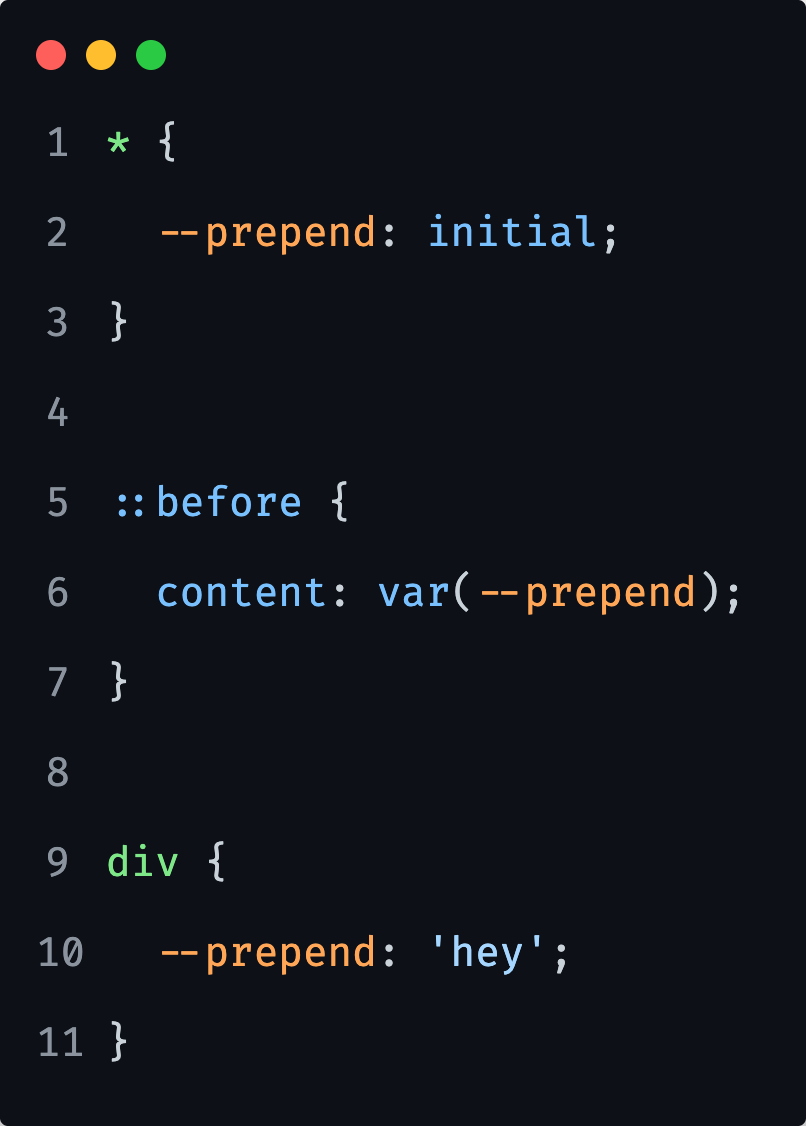 1 * {
2   --prepend: initial;
3 }
4
5 ::before {
6   content: var(--prepend);
7 }
8
9 div {
10   --prepend: 'hey';
11 }